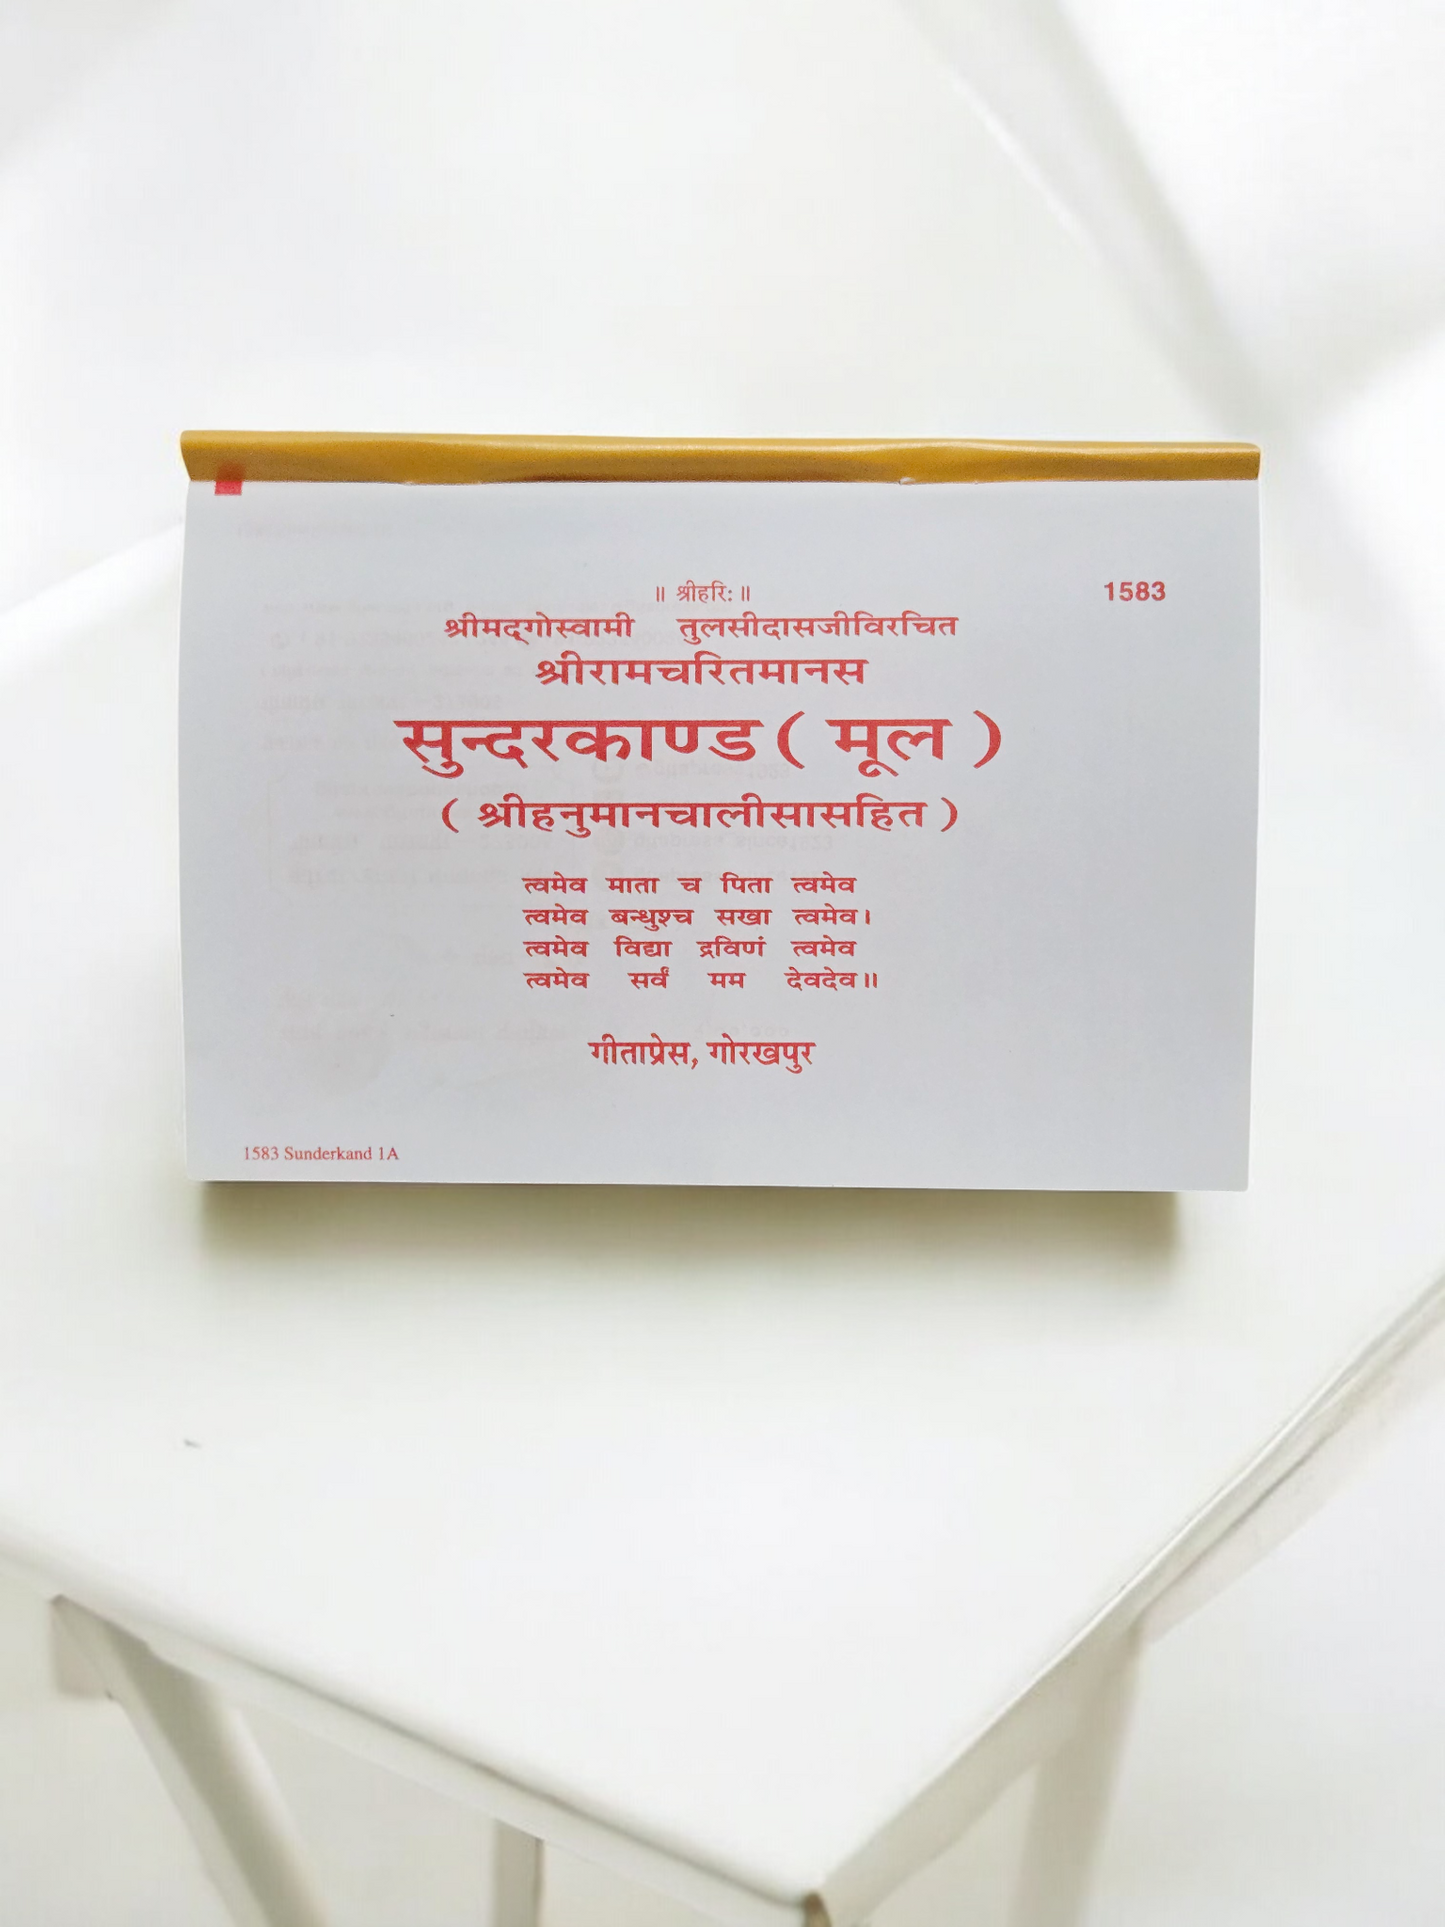 ॥ श्रीहरि: ॥
1583
श्रीमद्गोस्वामी तुलसीदासजीविरचित
श्रीरामचरितमानस
सुन्दरकाण्ड ( मूल )
( श्रीहनुमानचालीसासहित )
त्वमेव माता च पिता त्वमेव
त्वमेव बन्धुश्च सखा त्वमेव।
त्वमेव विद्या द्रविणं त्वमेव
त्वमेव सर्वं मम देवदेव॥
गीताप्रेस, गोरखपुर
1583 Sunderkand 1A